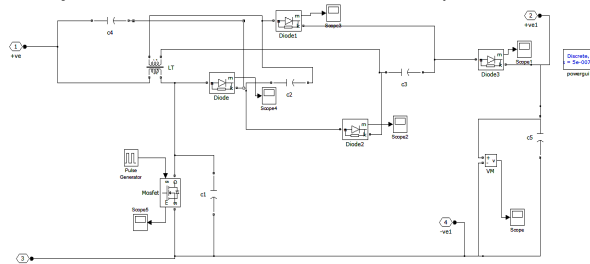 c4
Diode1
Scope3
2
+ve1
1
+ve
LT
Diode
Scope4
c2
c3
Diode3
Scope1
Discrete,
s = 5e-007
powergui
Diode2
Scope2
c5
Pulse
Generator
Mosfet
c1
Scope5
VM
Scope
4
-ve1
3